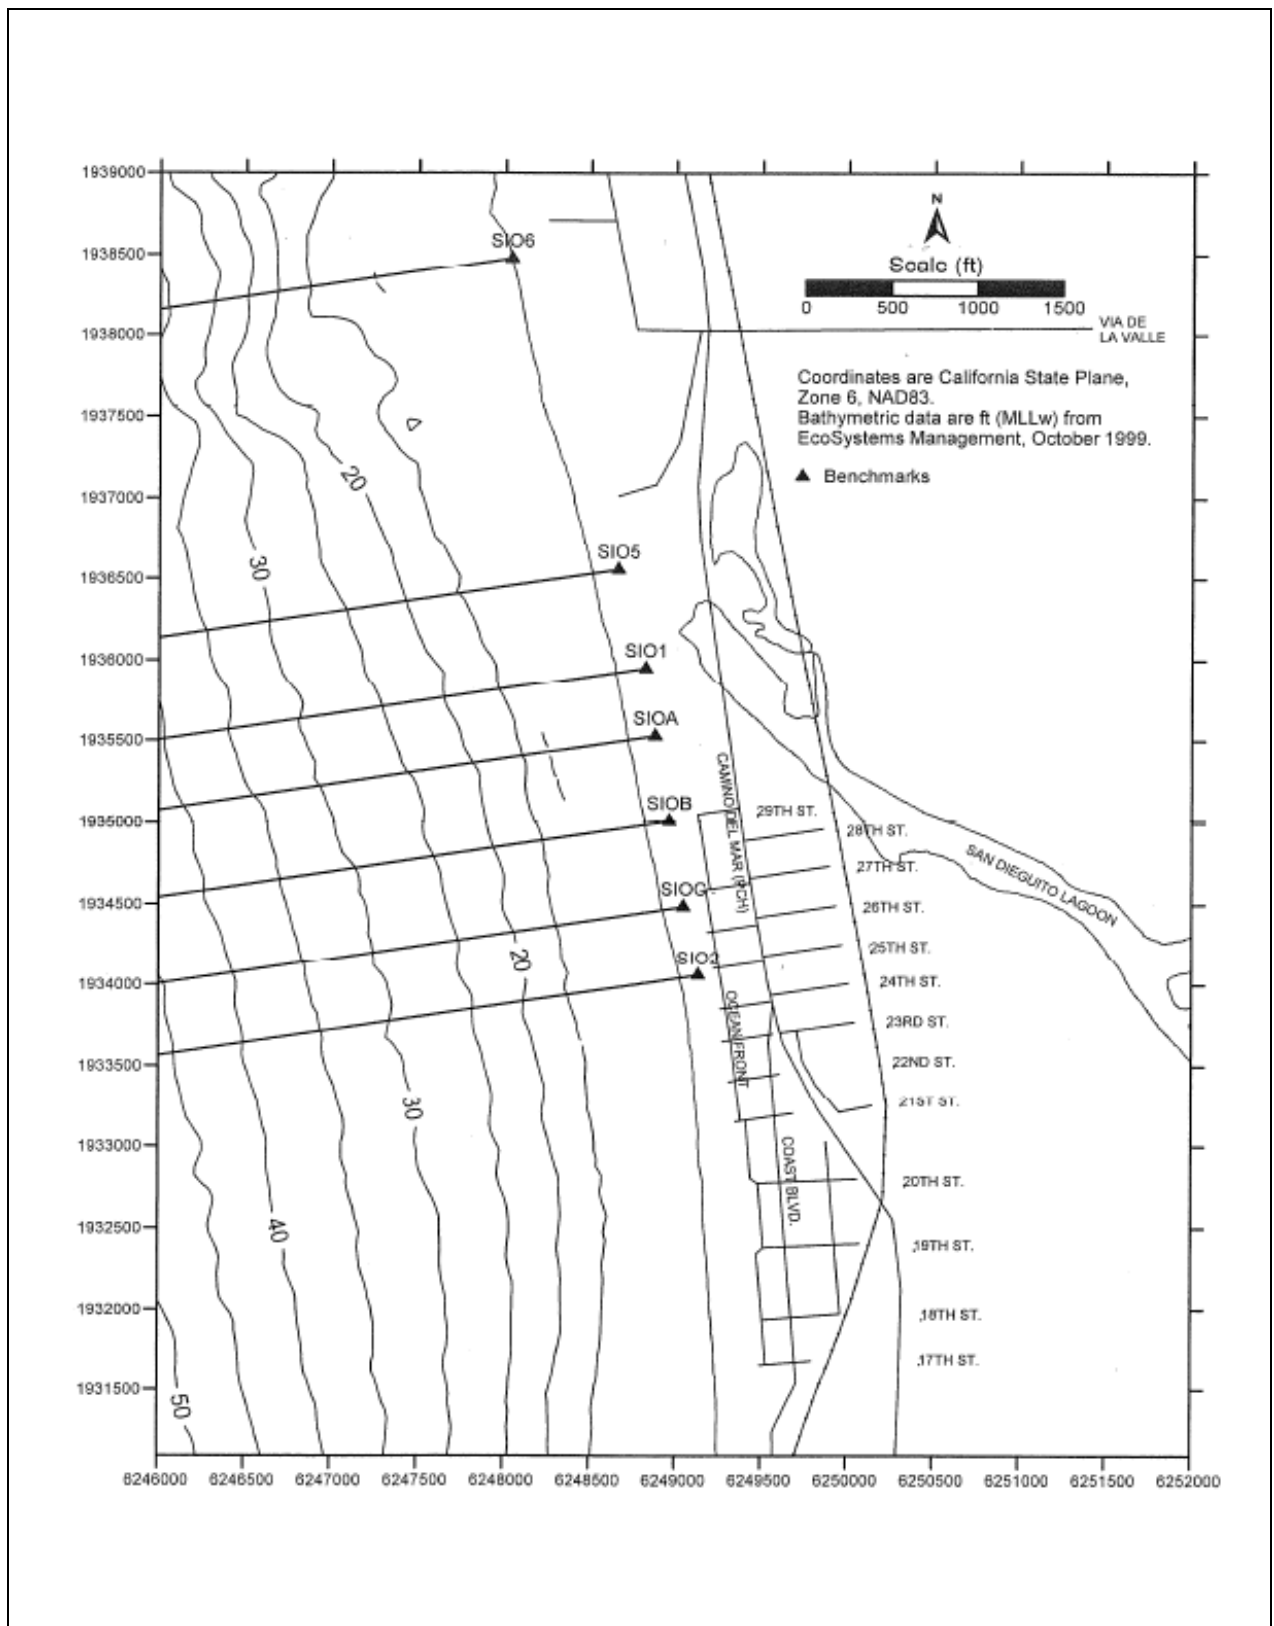 1939000
1938500
1938000
1937500
1937000
1936500
1936000
1935500
1935000
1934500
1934000
1933500
1933000
1932500
1932000
1931500
N
Scale (ft)
0 500 1000 1500
VIA DE
LA VALLE
Coordinates are California State Plane,
Zone 6, NAD83.
Bathymetric data are ft (MLLw) from
EcoSystems Management, October 1999.
Benchmarks
SIO6
SIO5
SIO1
SIOA
SIOB
SIOG
SIO2
20
30
20
30
40
50
CAMINO DEL MAR (PCH)
OCEAN FRONT
COAST BLVD.
SAN DIEGUITO LAGOON
29TH ST.
28TH ST.
27TH ST.
26TH ST.
25TH ST.
24TH ST.
23RD ST.
22ND ST.
21ST ST.
20TH ST.
19TH ST.
18TH ST.
17TH ST.
6246000 6246500 6247000 6247500 6248000 6248500 6249000 6249500 6250000 6250500 6251000 6251500 6252000